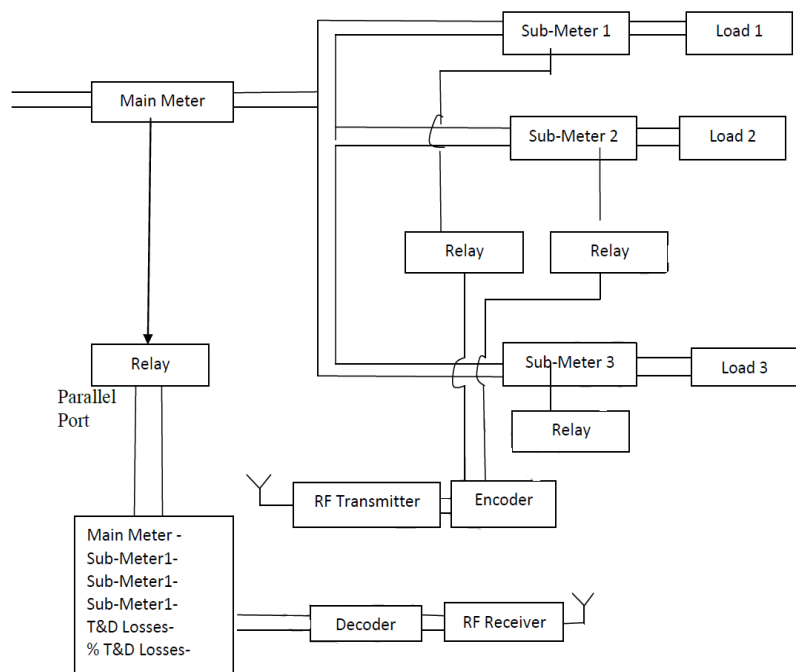 Sub-Meter 1
Load 1
Main Meter
Sub-Meter 2
Load 2
Relay
Relay
Relay
Sub-Meter 3
Load 3
Parallel
Port
Relay
RF Transmitter
Encoder
Main Meter -
Sub-Meter1-
Sub-Meter1-
Sub-Meter1-
T&D Losses-
% T&D Losses-
Decoder
RF Receiver